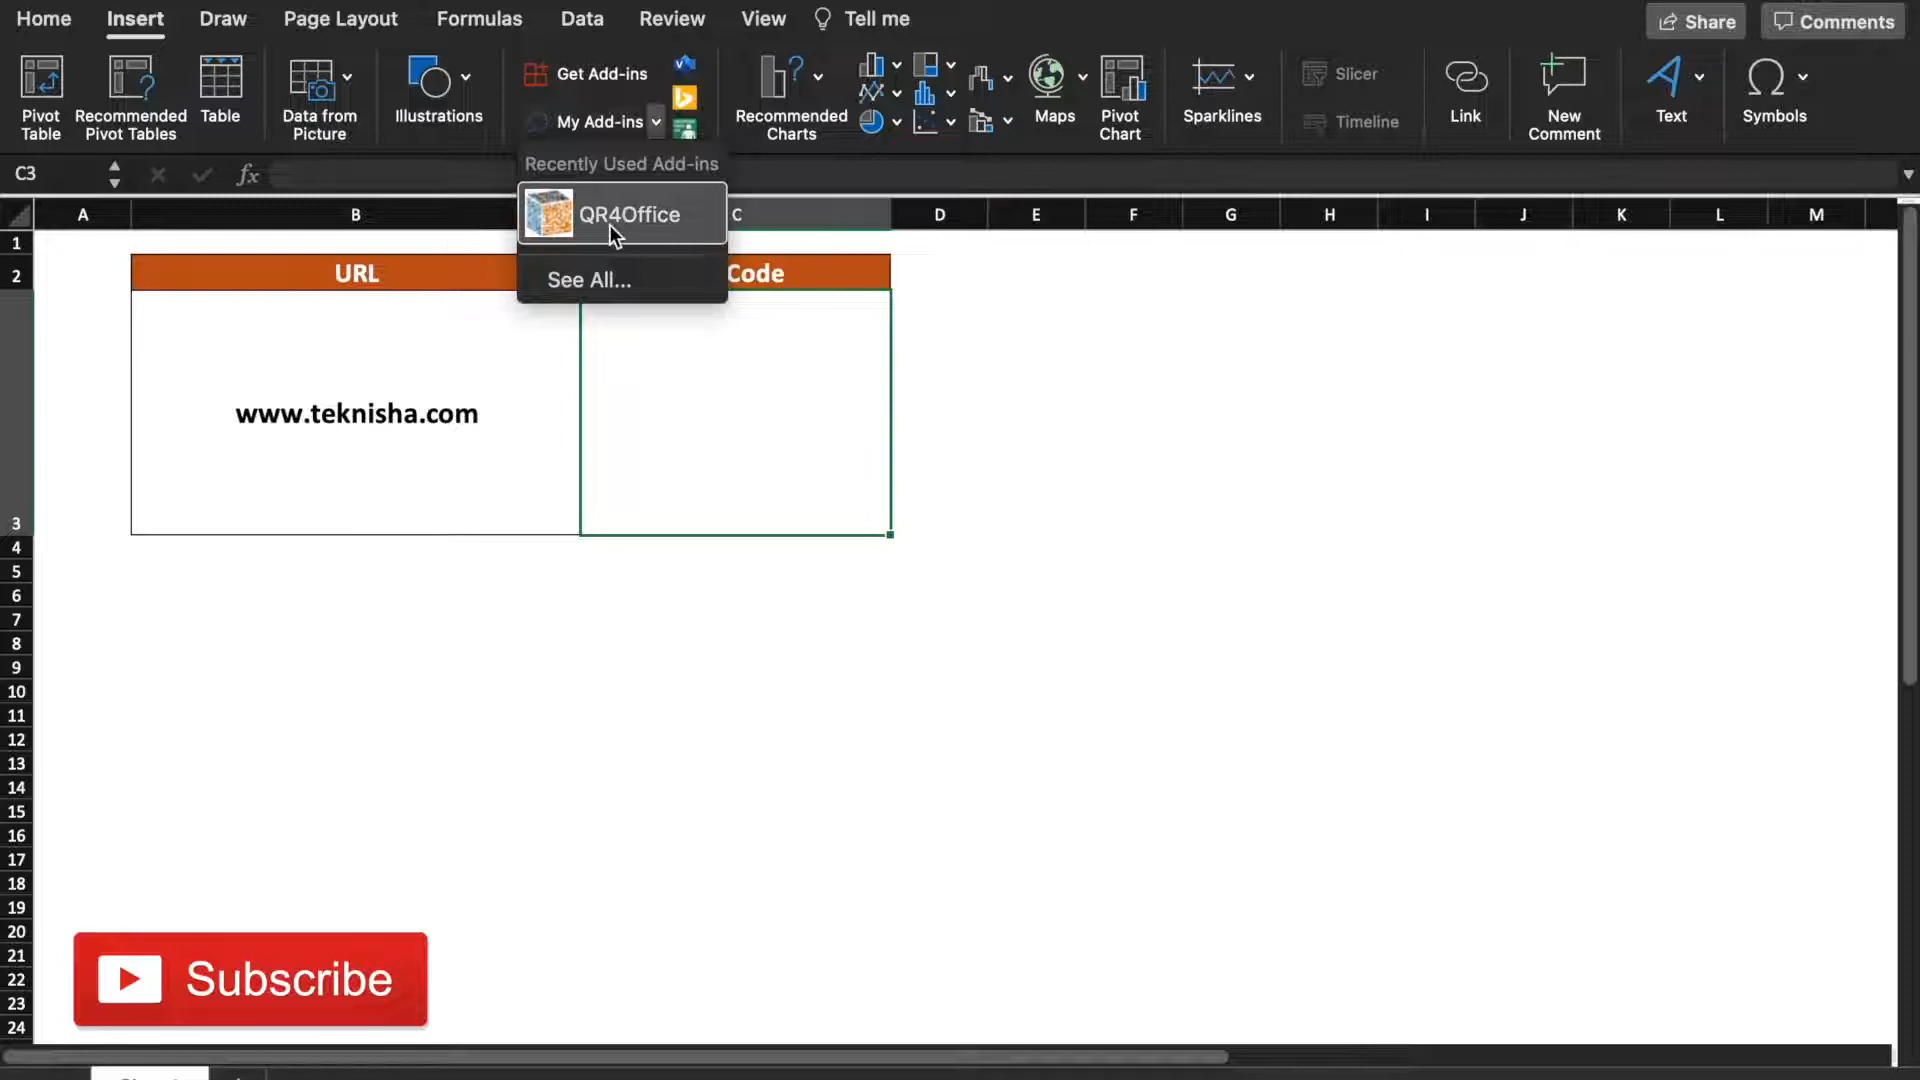 Home Insert Draw Page Layout Formulas Data Review View Tell me Share Comments
Pivot Table
Recommended Pivot Tables
Table
Data from Picture
Illustrations
Get Add-ins
My Add-ins
Recommended Charts
Maps
Pivot Chart
Sparklines
Slicer
Timeline
Link
New Comment
Text
Symbols
C3
fx
Recently Used Add-ins
QR4Office
See All...
A B C D E F G H I J K L M
1
2 URL Code
www.teknisha.com
3
4
5
6
7
8
9
10
11
12
13
14
15
16
17
18
19
20
21
22
23
24
Subscribe